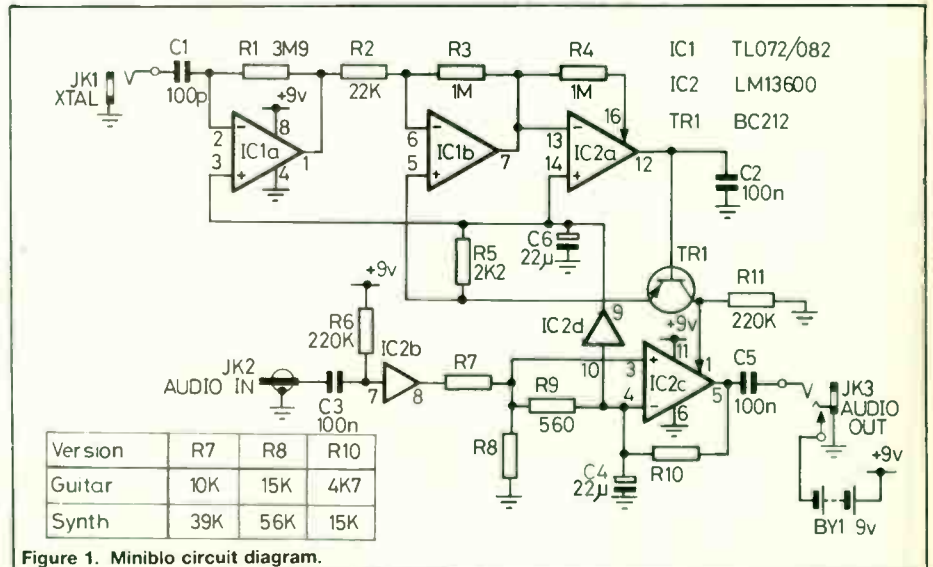 C1
R1 3M9
R2
R3
R4
IC1 TL072/082
JK1
XTAL
V
100p
+9v
22K
1M
1M
IC2 LM13600
TR1 BC212
2
3
8
4
1
IC1a
6
5
7
IC1b
13
14
16
12
IC2a
C2
100n
R5
2K2
C6
22µ
TR1
+9v
R6
220K
IC2b
IC2d
9
10
+9v
11
R11
220K
JK2
AUDIO IN
C3
100n
7
8
R7
R9
560
3
4
1
5
6
IC2c
C5
100n
V
JK3
AUDIO
OUT
R8
C4
22µ
R10
+9v
BY1 9v
Version R7 R8 R10
Guitar 10K 15K 4K7
Synth 39K 56K 15K
Figure 1. Miniblo circuit diagram.